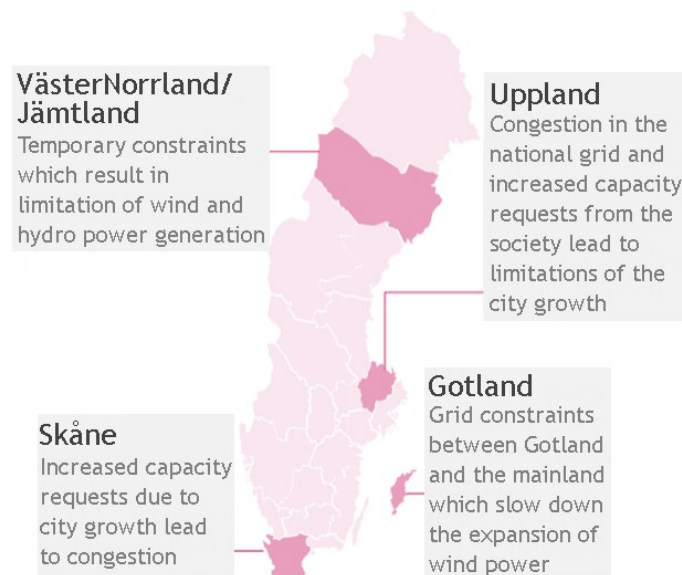 VästerNorrland/
Jämtland
Temporary constraints
which result in
limitation of wind and
hydro power generation
Uppland
Congestion in the
national grid and
increased capacity
requests from the
society lead to
limitations of the
city growth
Skåne
Increased capacity
requests due to
city growth lead
to congestion
Gotland
Grid constraints
between Gotland
and the mainland
which slow down
the expansion of
wind power